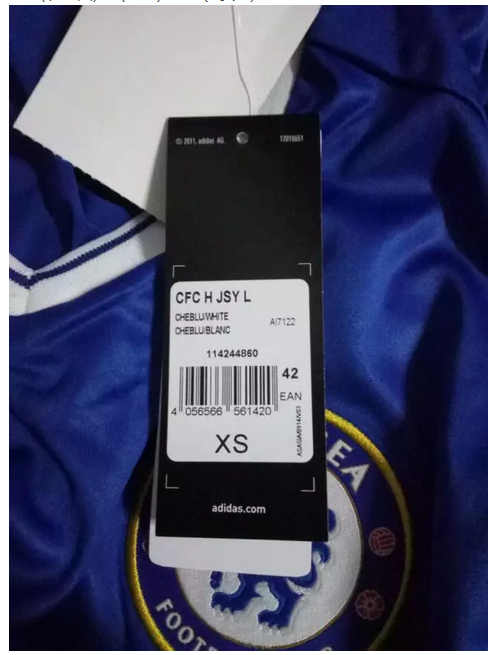 © 2011, adidas AG.
12010651
CFC H JSY L
CHEBLU/WHITE
CHEBLU/BLANC
AI7122
114244860
42
EAN
4 056566 561420
XS
adidas.com